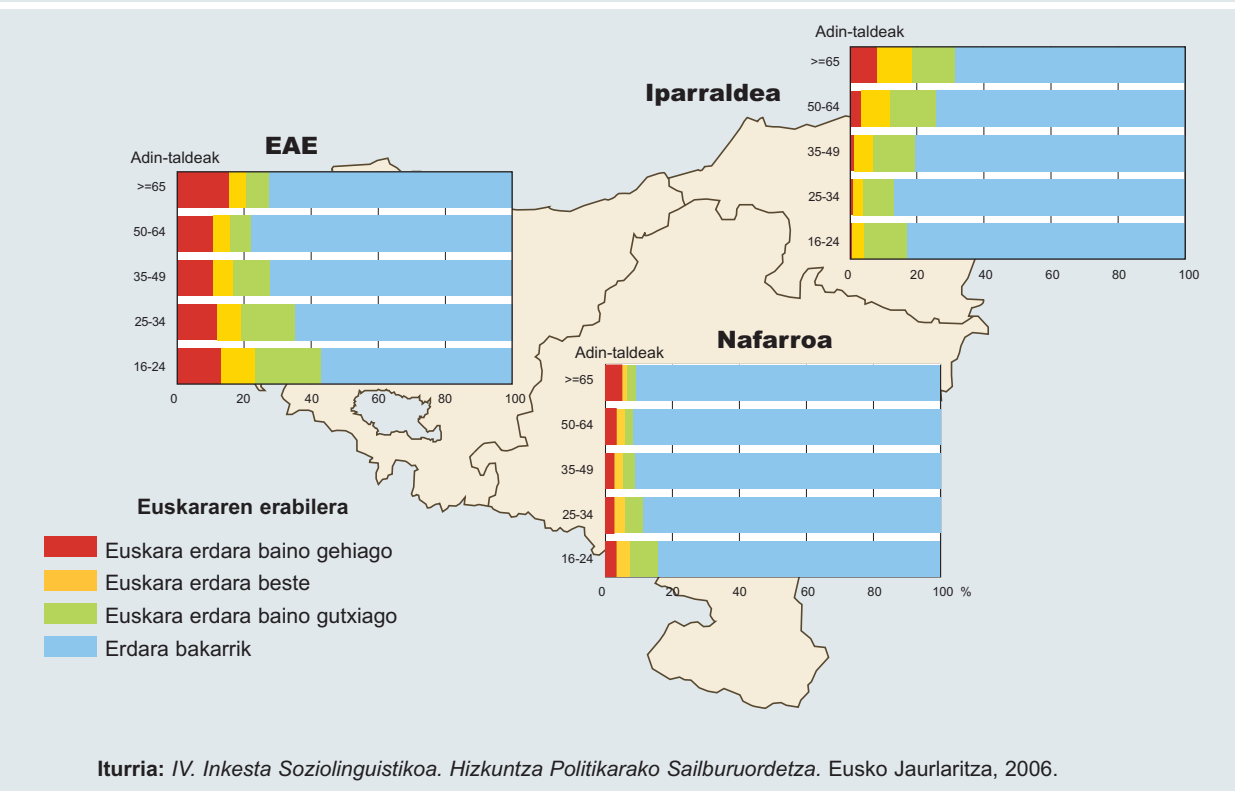 EAE
Adin-taldeak
>=65
50-64
35-49
25-34
16-24
0 20 40 60 80 100
Iparraldea
Adin-taldeak
>=65
50-64
35-49
25-34
16-24
0 20 40 60 80 100
Nafarroa
Adin-taldeak
>=65
50-64
35-49
25-34
16-24
0 20 40 60 80 100 %
Euskararen erabilera
Euskara erdara baino gehiago
Euskara erdara beste
Euskara erdara baino gutxiago
Erdara bakarrik
Iturria: IV. Inkesta Soziolinguistikoa. Hizkuntza Politikarako Sailburuordetza. Eusko Jaurlaritza, 2006.